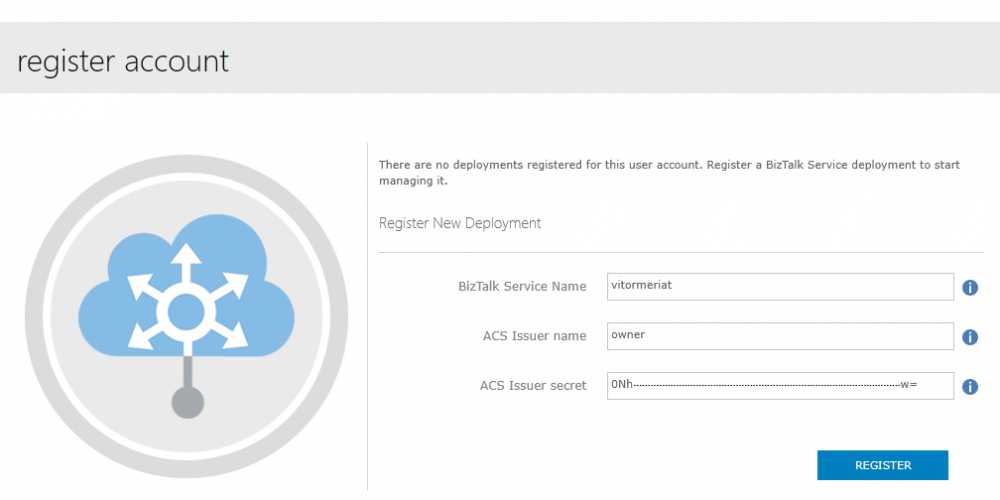 register account
There are no deployments registered for this user account. Register a BizTalk Service deployment to start
managing it.
Register New Deployment
BizTalk Service Name
vitormeriat
i
ACS Issuer name
owner
i
ACS Issuer secret
0Nh------------------------------------------------------------------------------------------w=
i
REGISTER